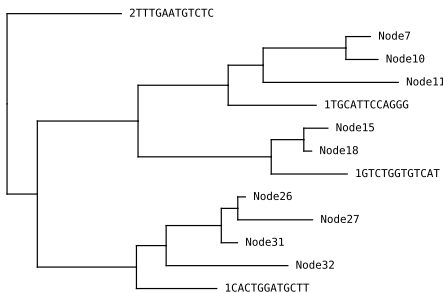 2TTTGAATGTCTC
Node7
Node10
Node11
1TGCATTCCAGGG
Node15
Node18
1GTCTGGTGTCAT
Node26
Node27
Node31
Node32
1CACTGGATGCTT